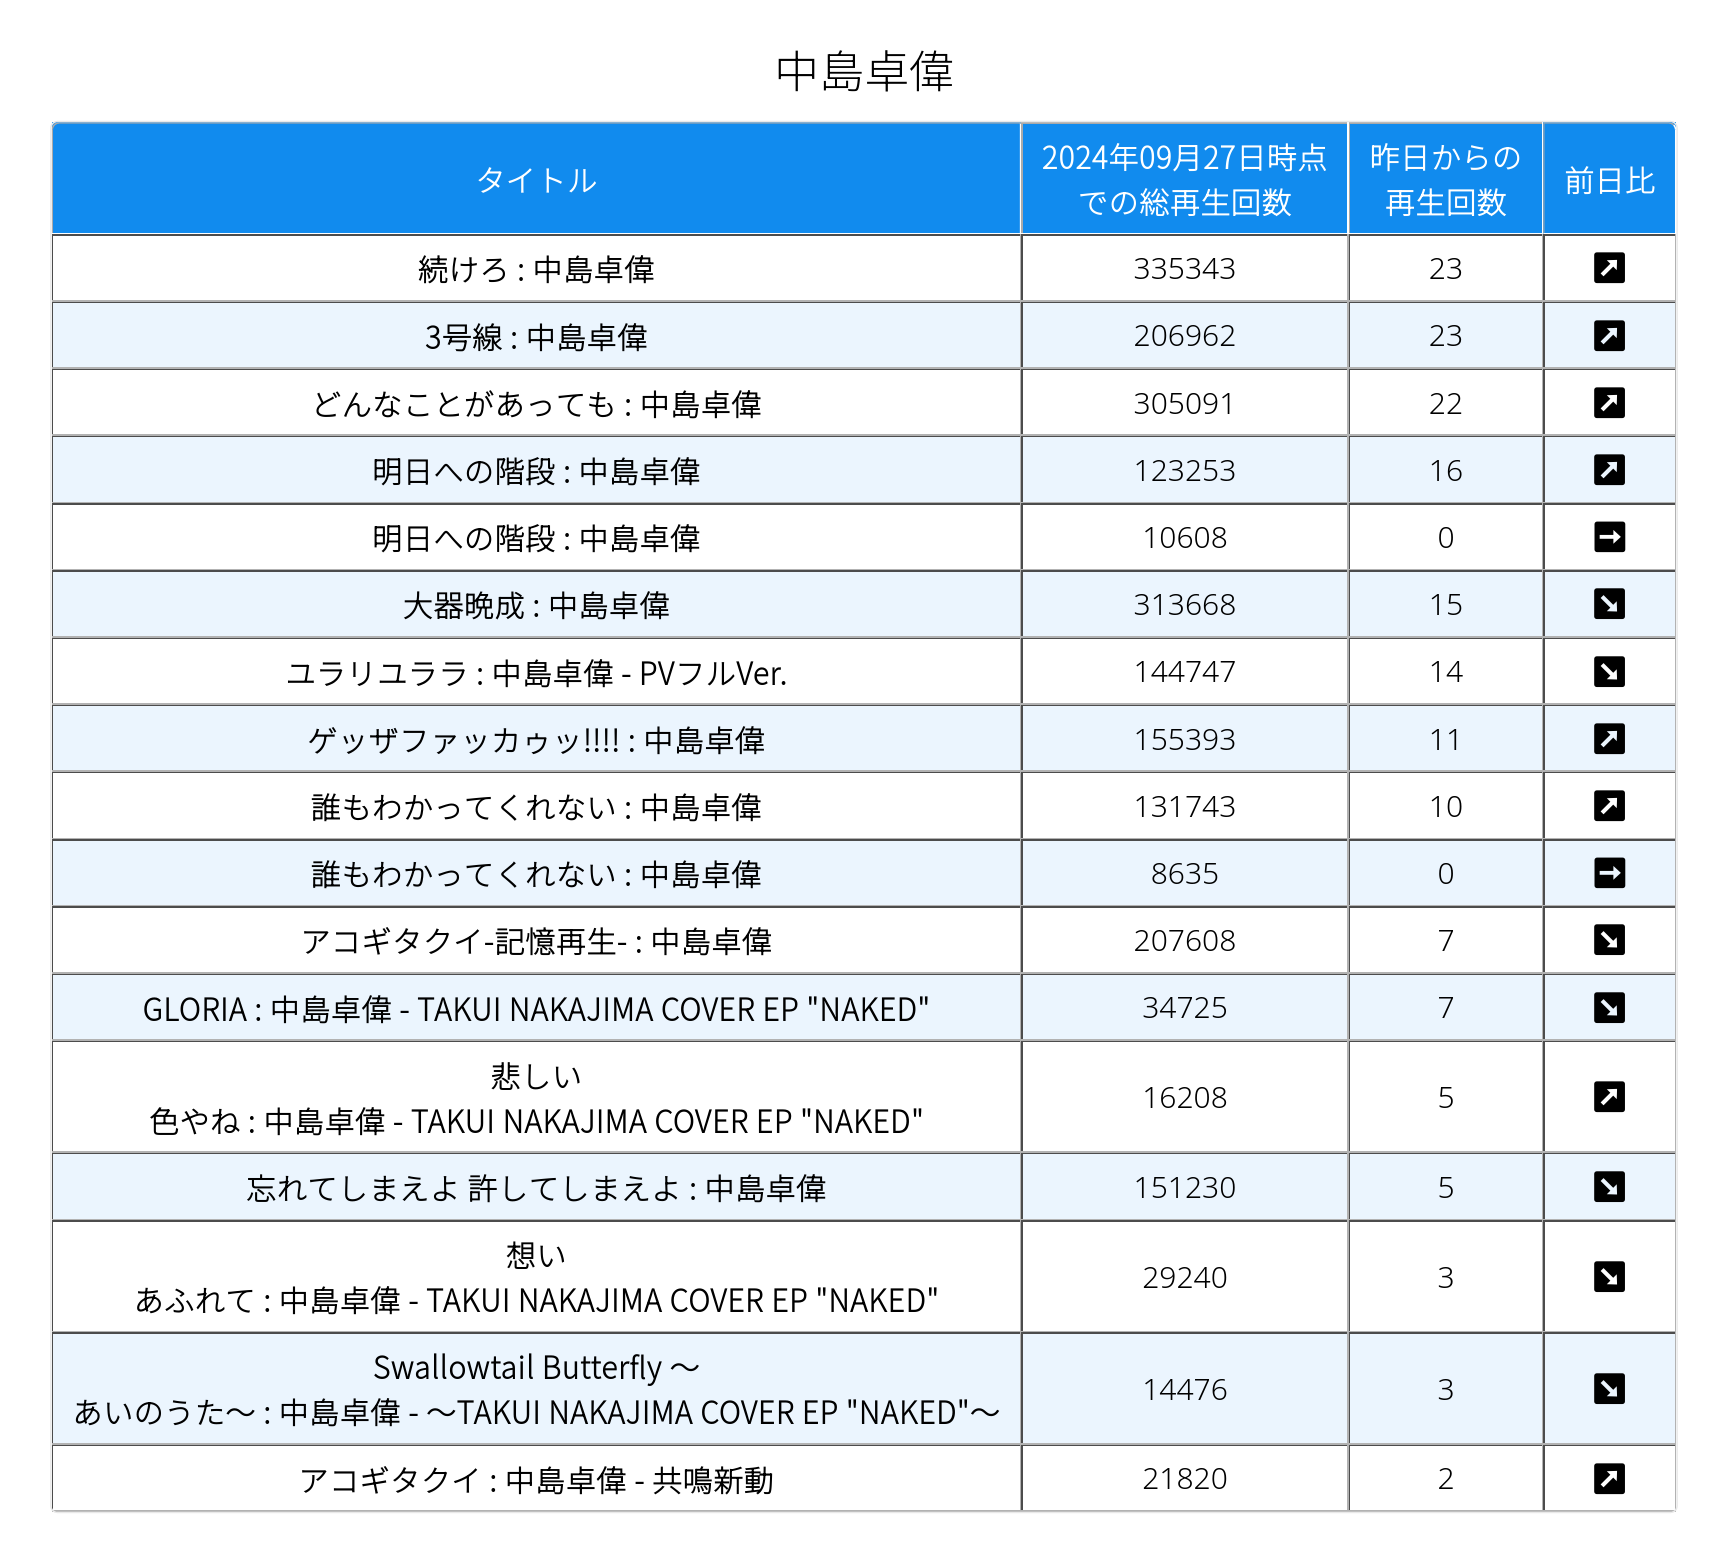 中島卓偉
タイトル
2024年09月27日時点
での総再生回数
昨日からの
再生回数
前日比
続けろ : 中島卓偉 335343 23
3号線 : 中島卓偉 206962 23
どんなことがあっても : 中島卓偉 305091 22
明日への階段 : 中島卓偉 123253 16
明日への階段 : 中島卓偉 10608 0
大器晩成 : 中島卓偉 313668 15
ユラリユララ : 中島卓偉 - PVフルVer. 144747 14
ゲッザファッカゥッ!!!! : 中島卓偉 155393 11
誰もわかってくれない : 中島卓偉 131743 10
誰もわかってくれない : 中島卓偉 8635 0
アコギタクイ-記憶再生- : 中島卓偉 207608 7
GLORIA : 中島卓偉 - TAKUI NAKAJIMA COVER EP "NAKED" 34725 7
悲しい
色やね : 中島卓偉 - TAKUI NAKAJIMA COVER EP "NAKED" 16208 5
忘れてしまえよ 許してしまえよ : 中島卓偉 151230 5
想い
あふれて : 中島卓偉 - TAKUI NAKAJIMA COVER EP "NAKED" 29240 3
Swallowtail Butterfly 〜
あいのうた〜 : 中島卓偉 - 〜TAKUI NAKAJIMA COVER EP "NAKED"〜 14476 3
アコギタクイ : 中島卓偉 - 共鳴新動 21820 2